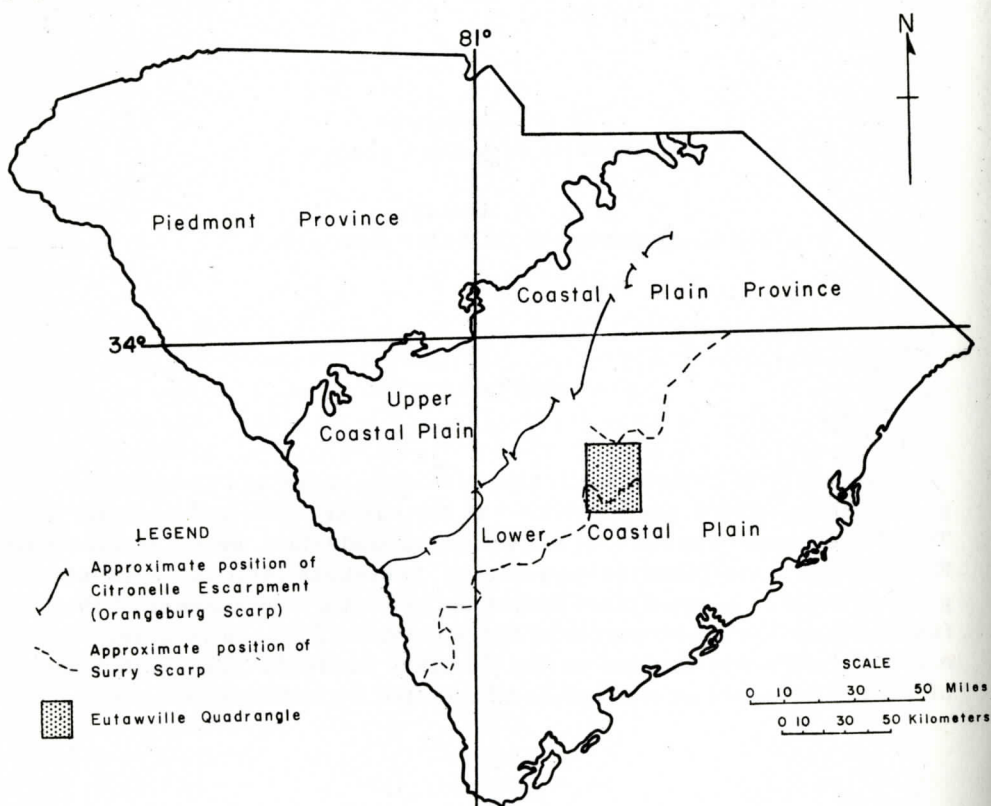 N
81°
Piedmont Province
Coastal Plain Province
34°
Upper
Coastal Plain
Lower Coastal Plain
LEGEND
Approximate position of
Citronelle Escarpment
(Orangeburg Scarp)
Approximate position of
Surry Scarp
Eutawville Quadrangle
SCALE
0 10 30 50 Miles
0 10 30 50 Kilometers